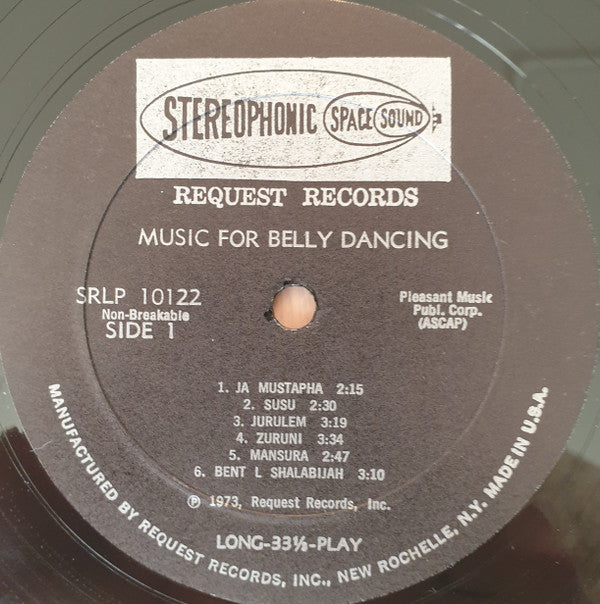 STEREOPHONIC SPACE SOUND
REQUEST RECORDS
MUSIC FOR BELLY DANCING
SRLP 10122
Non-Breakable
SIDE 1
Pleasant Music
Publ. Corp.
(ASCAP)
1. JA MUSTAPHA 2:15
2. SUSU 2:30
3. JURULEM 3:19
4. ZURUNI 3:34
5. MANSURA 2:47
6. BENT L SHALABIJAH 3:10
℗ 1973, Request Records, Inc.
LONG-33⅓-PLAY
MANUFACTURED BY REQUEST RECORDS, INC., NEW ROCHELLE, N.Y. MADE IN U.S.A.